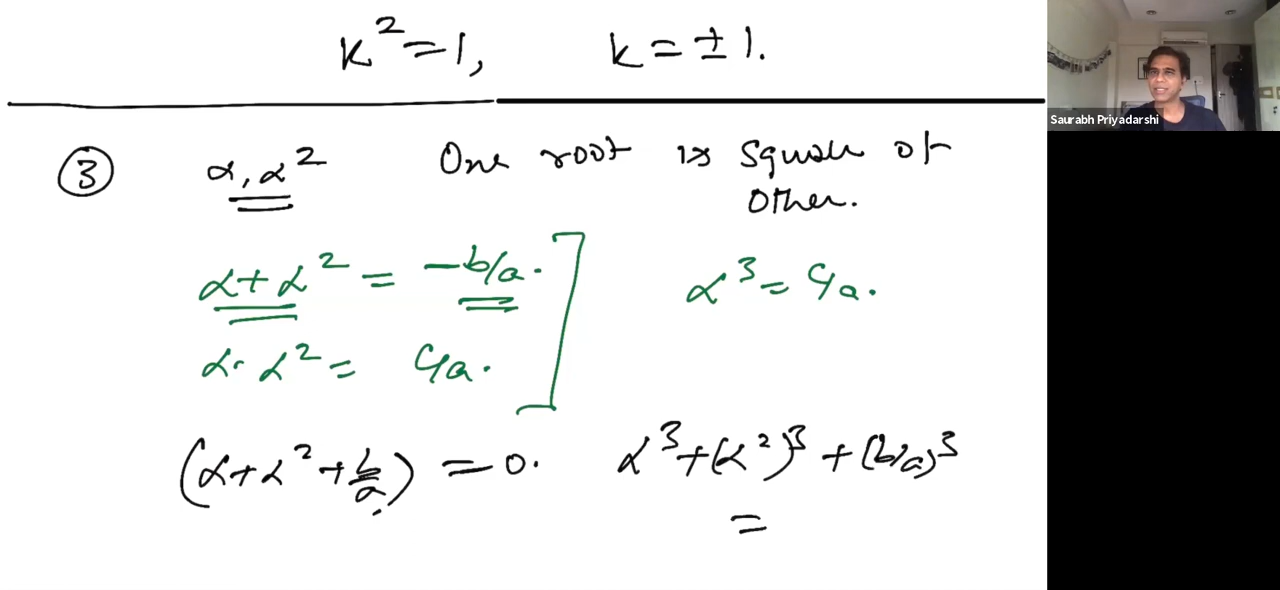 k² = 1, k = ± 1.
Saurabh Priyadarshi
③ α, α² One root is Square of
Other.
α + α² = -b/a.
α³ = c/a.
α · α² = c/a.
(α + α² + b/a) = 0. α³ + (α²)³ + (b/a)³
=